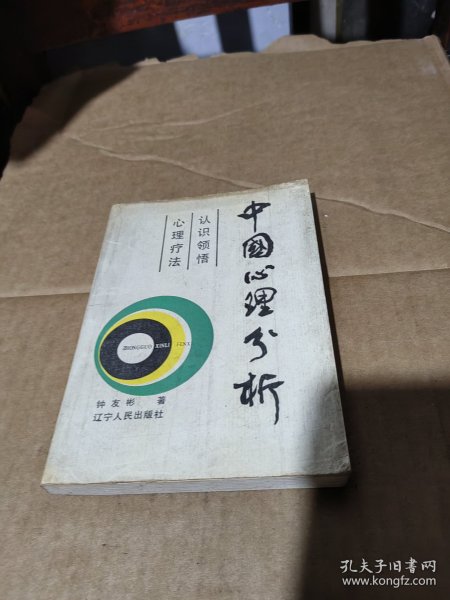 中國心理分析
认识领悟
心理疗法
ZHONGGUO XINLI FENXI
钟友彬 著
辽宁人民出版社
孔夫子旧书网
www.kongfz.com